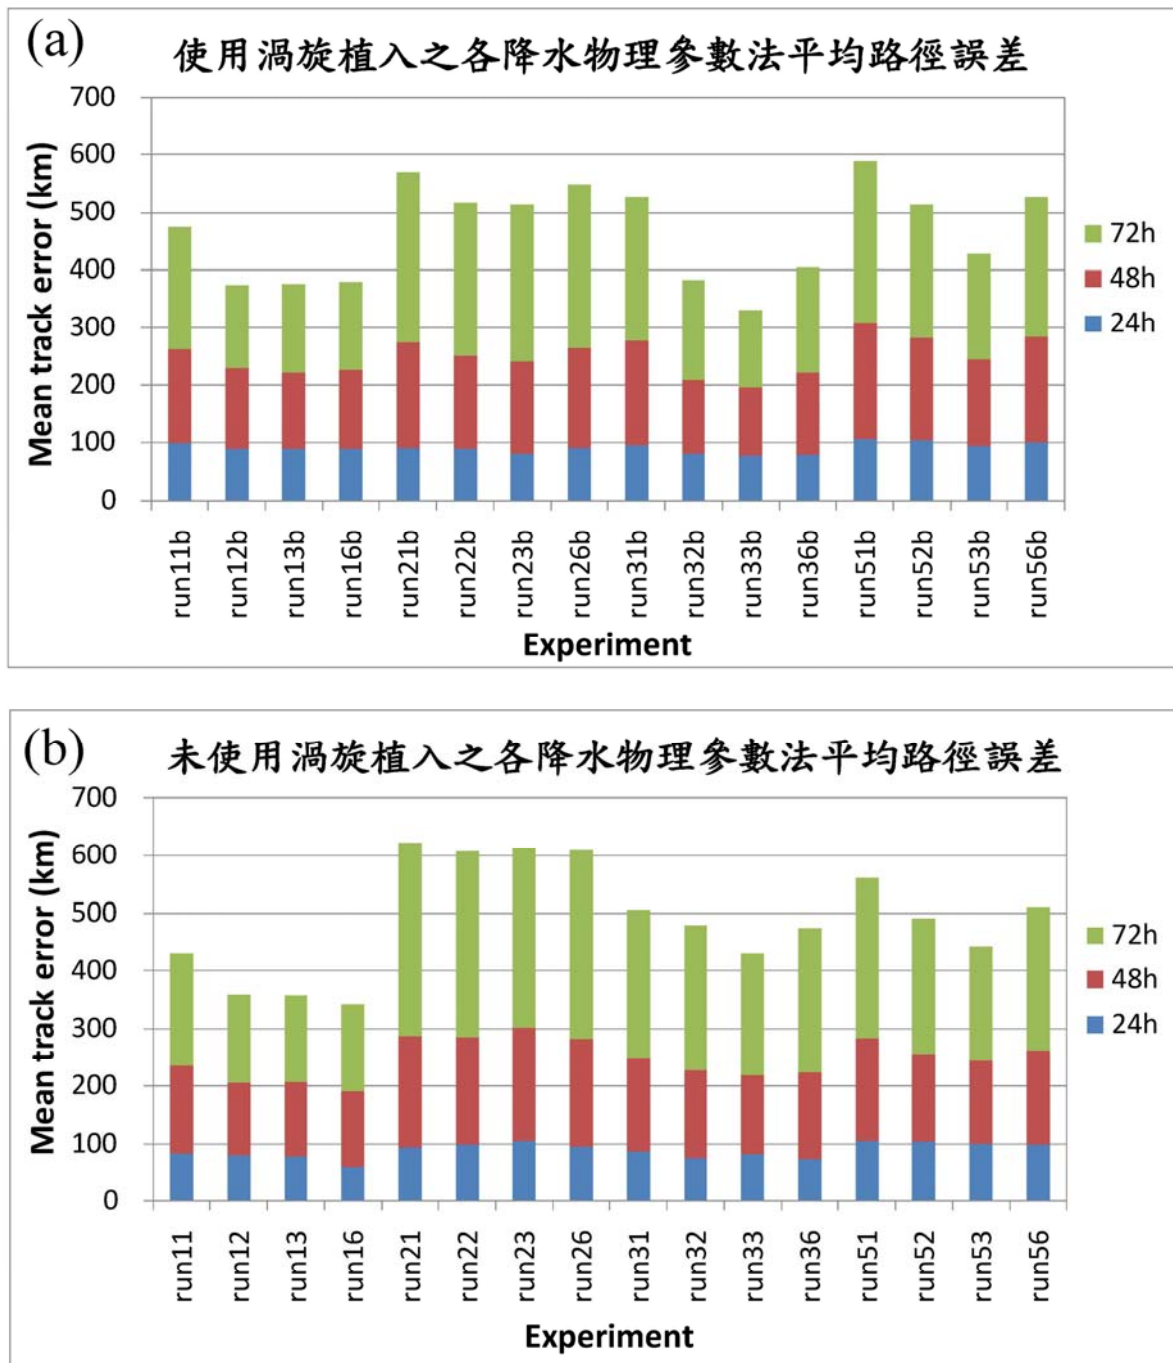 (a)
使用渦旋植入之各降水物理參數法平均路徑誤差
Mean track error (km)
700
600
500
400
300
200
100
0
72h
48h
24h
run11b
run12b
run13b
run16b
run21b
run22b
run23b
run26b
run31b
run32b
run33b
run36b
run51b
run52b
run53b
run56b
Experiment
(b)
未使用渦旋植入之各降水物理參數法平均路徑誤差
Mean track error (km)
700
600
500
400
300
200
100
0
72h
48h
24h
run11
run12
run13
run16
run21
run22
run23
run26
run31
run32
run33
run36
run51
run52
run53
run56
Experiment